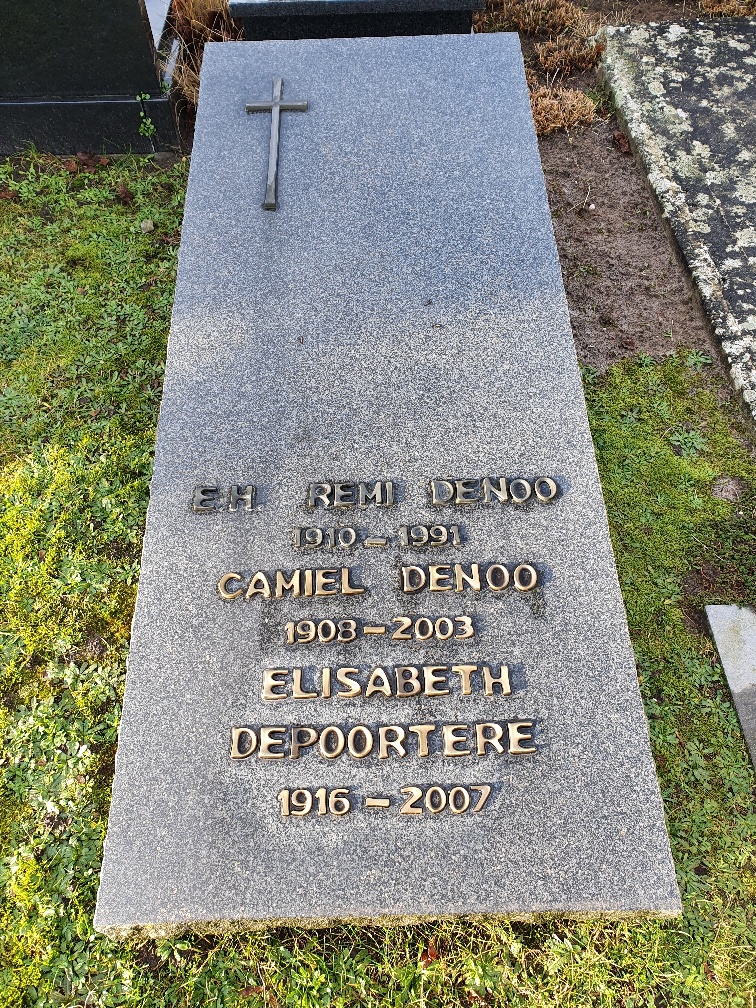 E.H REMI DENOO
1910 - 1991
CAMIEL DENOO
1908 - 2003
ELISABETH
DEPOORTERE
1916 - 2007